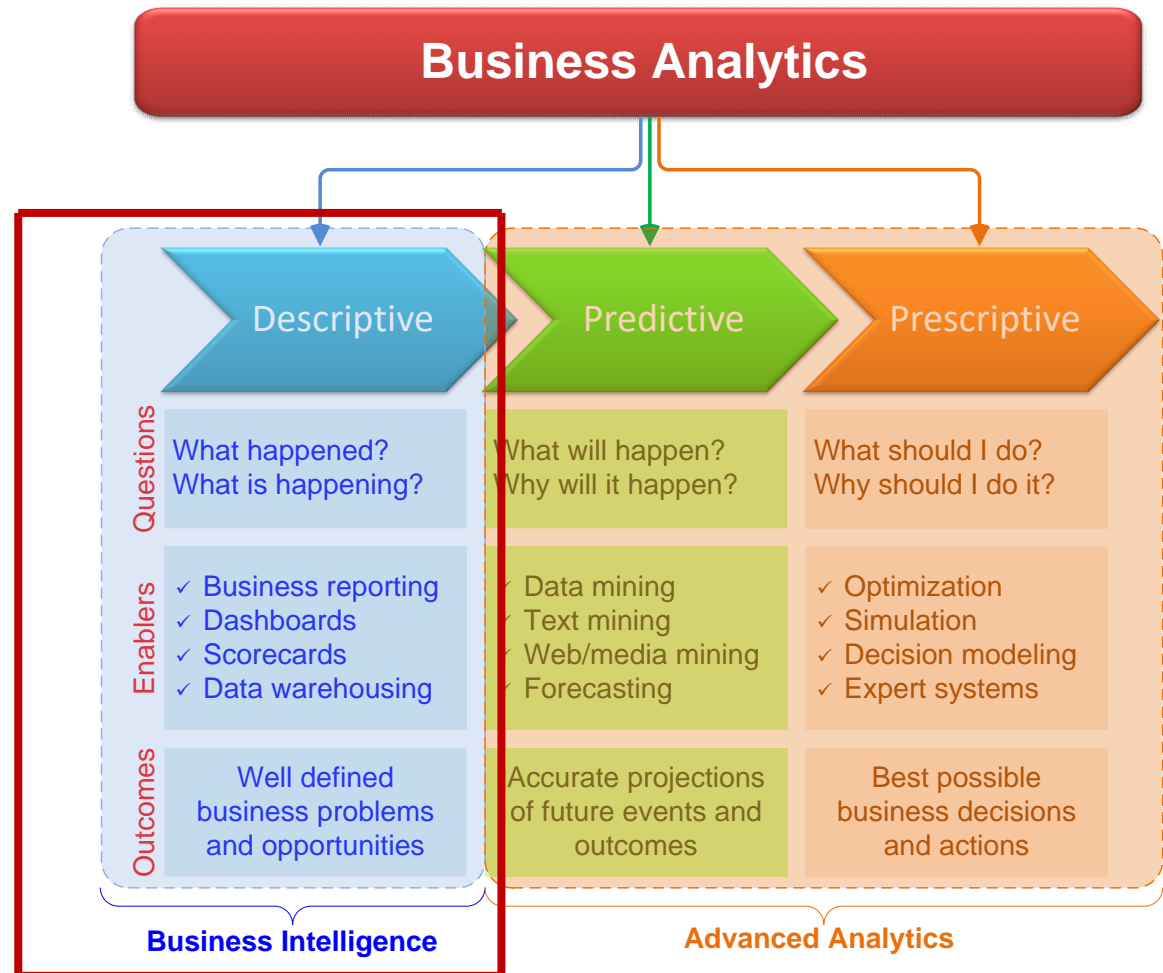 Business Analytics
Descriptive
Predictive
Prescriptive
Questions
What happened?
What is happening?
What will happen?
Why will it happen?
What should I do?
Why should I do it?
Enablers
✓ Business reporting
✓ Dashboards
✓ Scorecards
✓ Data warehousing
✓ Data mining
✓ Text mining
✓ Web/media mining
✓ Forecasting
✓ Optimization
✓ Simulation
✓ Decision modeling
✓ Expert systems
Outcomes
Well defined
business problems
and opportunities
Accurate projections
of future events and
outcomes
Best possible
business decisions
and actions
Business Intelligence
Advanced Analytics